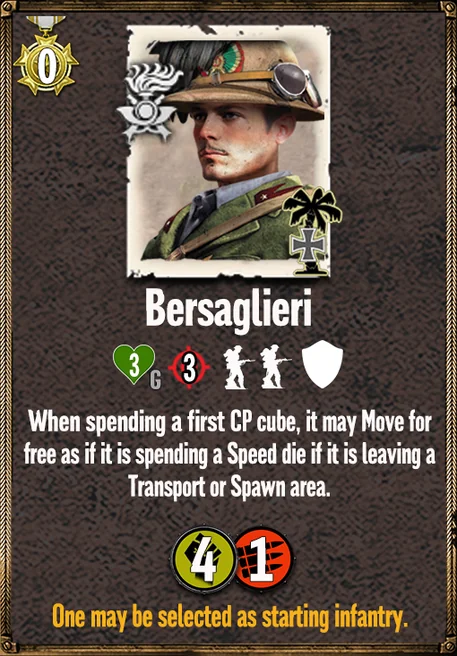 0
Bersaglieri
3 G 3
When spending a first CP cube, it may Move for
free as if it is spending a Speed die if it is leaving a
Transport or Spawn area.
4 1
One may be selected as starting infantry.